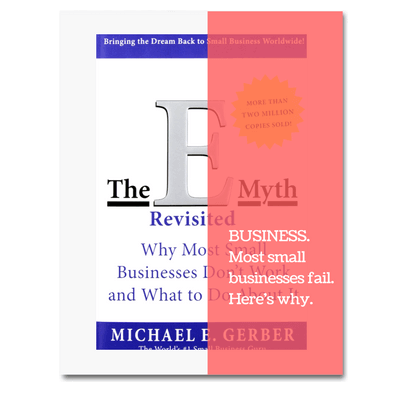 Bringing the Dream Back to Small Business Worldwide!
MORE THAN
TWO MILLION
COPIES SOLD!
E
The Myth
Revisited
Why Most Small
Businesses Don't Work
and What to Do About It
BUSINESS.
Most small
businesses fail.
Here's why.
MICHAEL E. GERBER
The World's #1 Small Business Guru